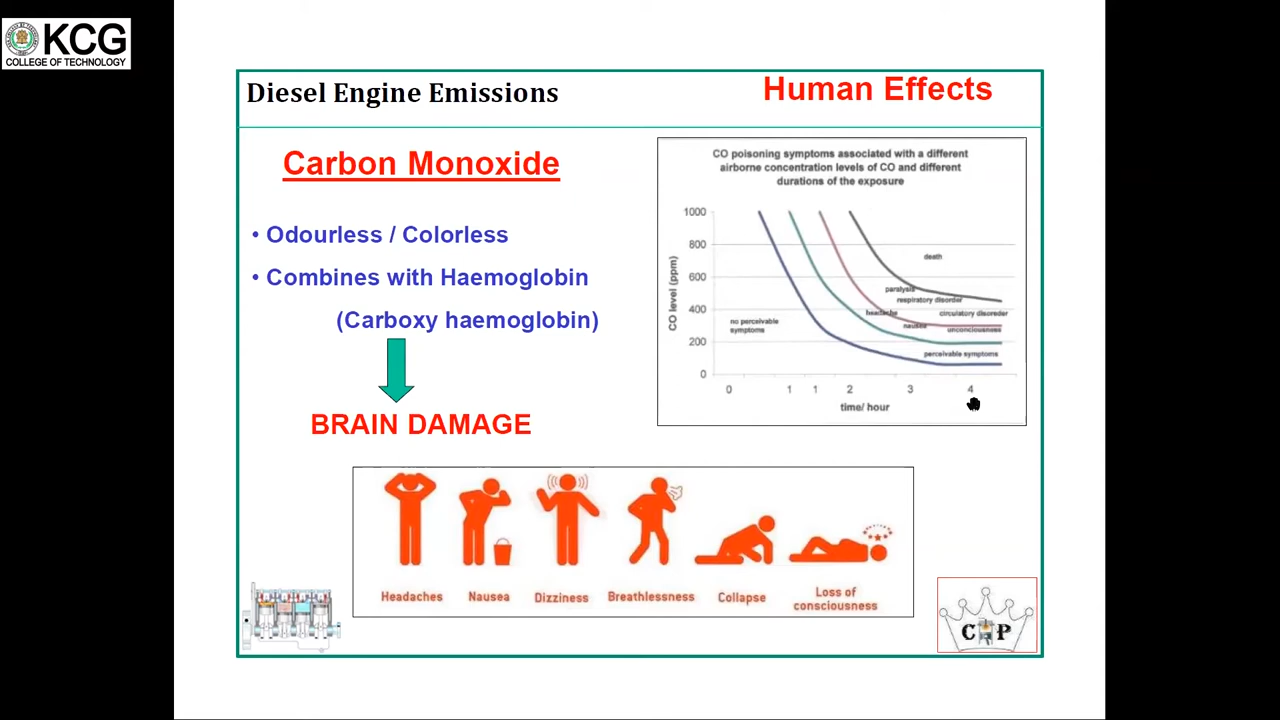 KCG
COLLEGE OF TECHNOLOGY
Diesel Engine Emissions
Human Effects
Carbon Monoxide
• Odourless / Colorless
• Combines with Haemoglobin
(Carboxy haemoglobin)
BRAIN DAMAGE
CO poisoning symptoms associated with a different
airborne concentration levels of CO and different
durations of the exposure
CO level (ppm)
1000
800
600
400
200
0
death
paralysis
respiratory disorder
headache
circulatory disoreder
no perceivable
symptoms
nausea
unconciousness
perceivable symptoms
0 1 1 2 3 4
time/ hour
Headaches
Nausea
Dizziness
Breathlessness
Collapse
Loss of
consciousness
C P